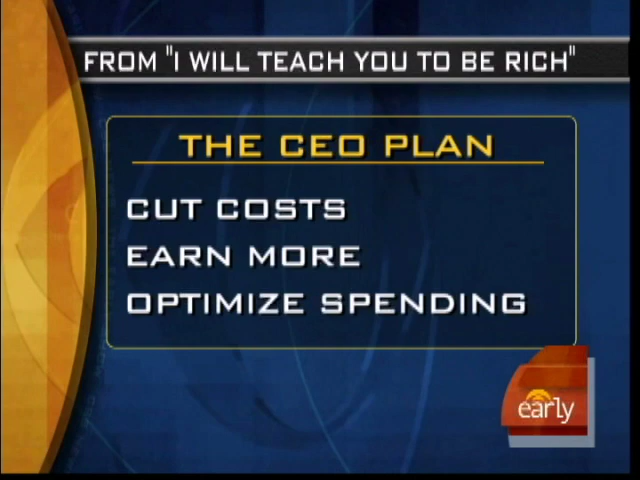 FROM "I WILL TEACH YOU TO BE RICH"
THE CEO PLAN
CUT COSTS
EARN MORE
OPTIMIZE SPENDING
early